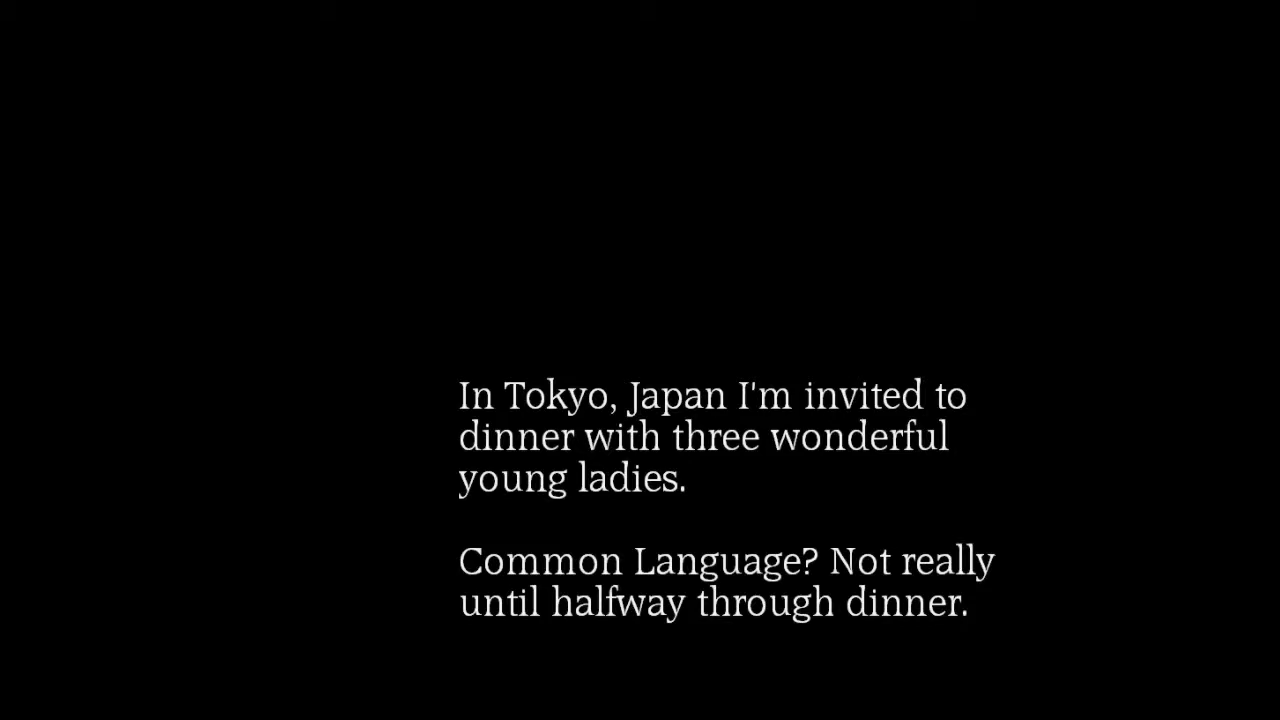 In Tokyo, Japan I'm invited to
dinner with three wonderful
young ladies.
Common Language? Not really
until halfway through dinner.